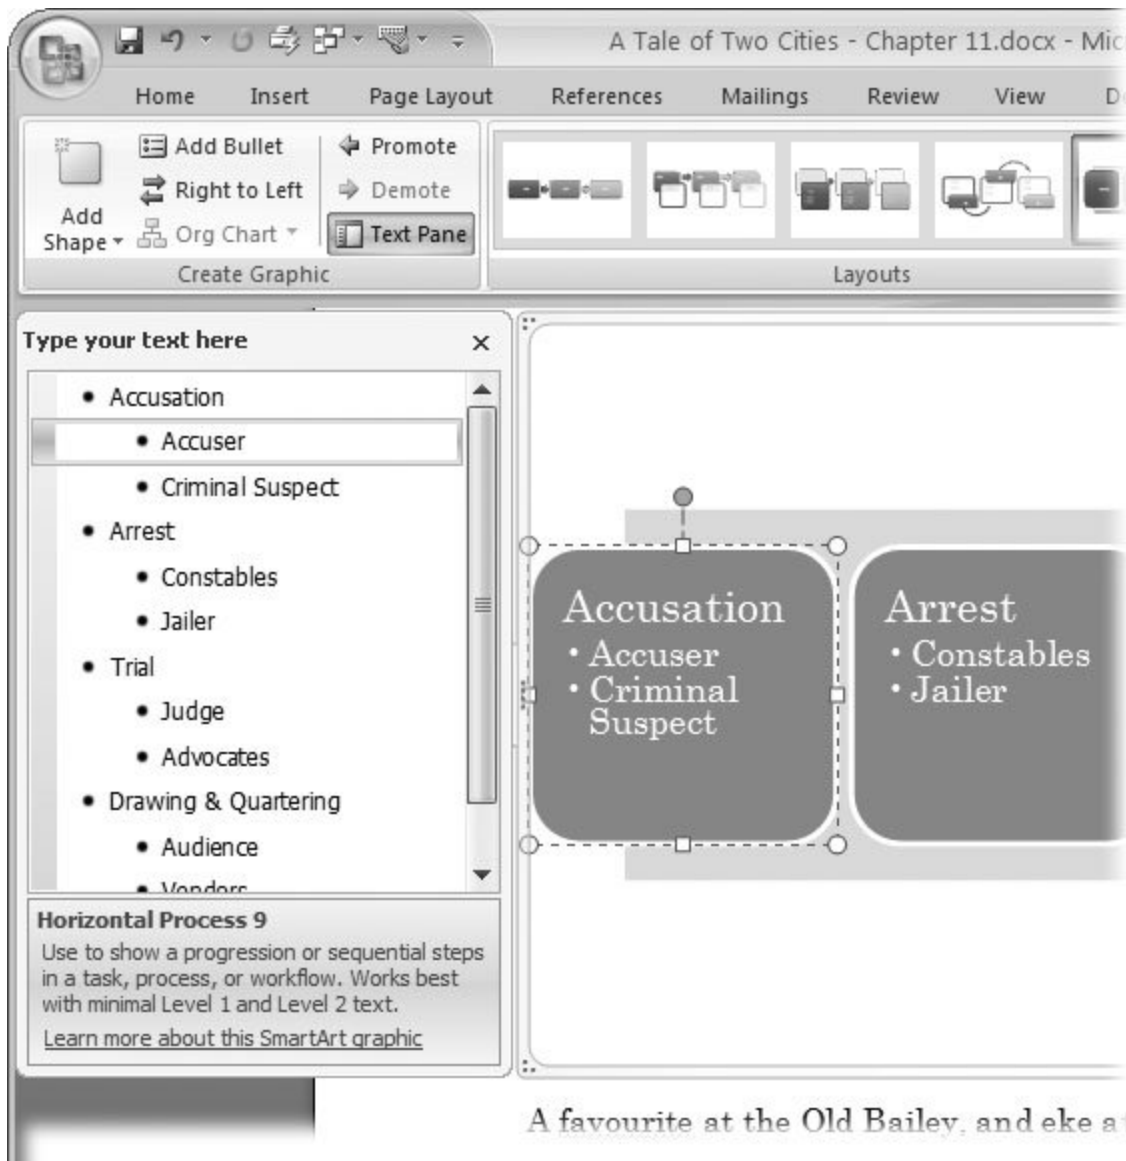 A Tale of Two Cities - Chapter 11.docx - Mic
Home Insert Page Layout References Mailings Review View D
Add Shape
Add Bullet
Right to Left
Org Chart
Promote
Demote
Text Pane
Create Graphic
Layouts
Type your text here
• Accusation
• Accuser
• Criminal Suspect
• Arrest
• Constables
• Jailer
• Trial
• Judge
• Advocates
• Drawing & Quartering
• Audience
• Vendors
Horizontal Process 9
Use to show a progression or sequential steps
in a task, process, or workflow. Works best
with minimal Level 1 and Level 2 text.
Learn more about this SmartArt graphic
Accusation
• Accuser
• Criminal
Suspect
Arrest
• Constables
• Jailer
A favourite at the Old Bailey, and eke a